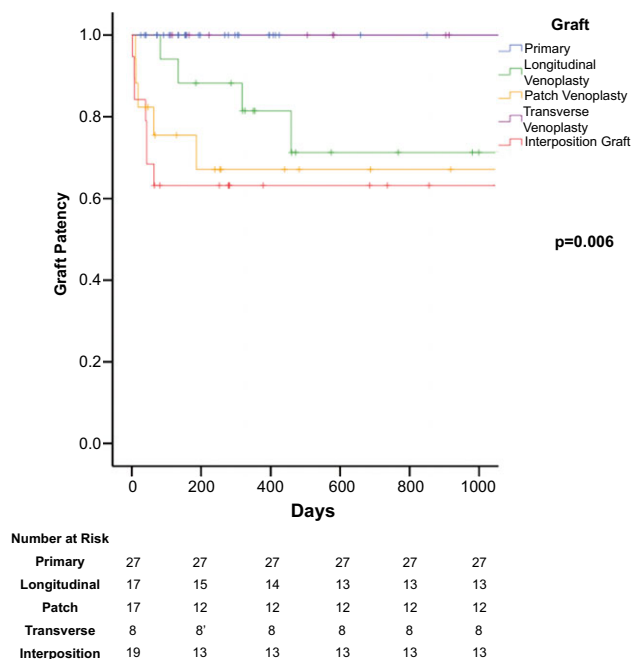 Graft
Primary
Longitudinal
Venoplasty
Patch Venoplasty
Transverse
Venoplasty
Interposition Graft
p=0.006
Graft Patency
1.0
0.8
0.6
0.4
0.2
0.0
0 200 400 600 800 1000
Days
Number at Risk
Primary 27 27 27 27 27 27
Longitudinal 17 15 14 13 13 13
Patch 17 12 12 12 12 12
Transverse 8 8' 8 8 8 8
Interposition 19 13 13 13 13 13